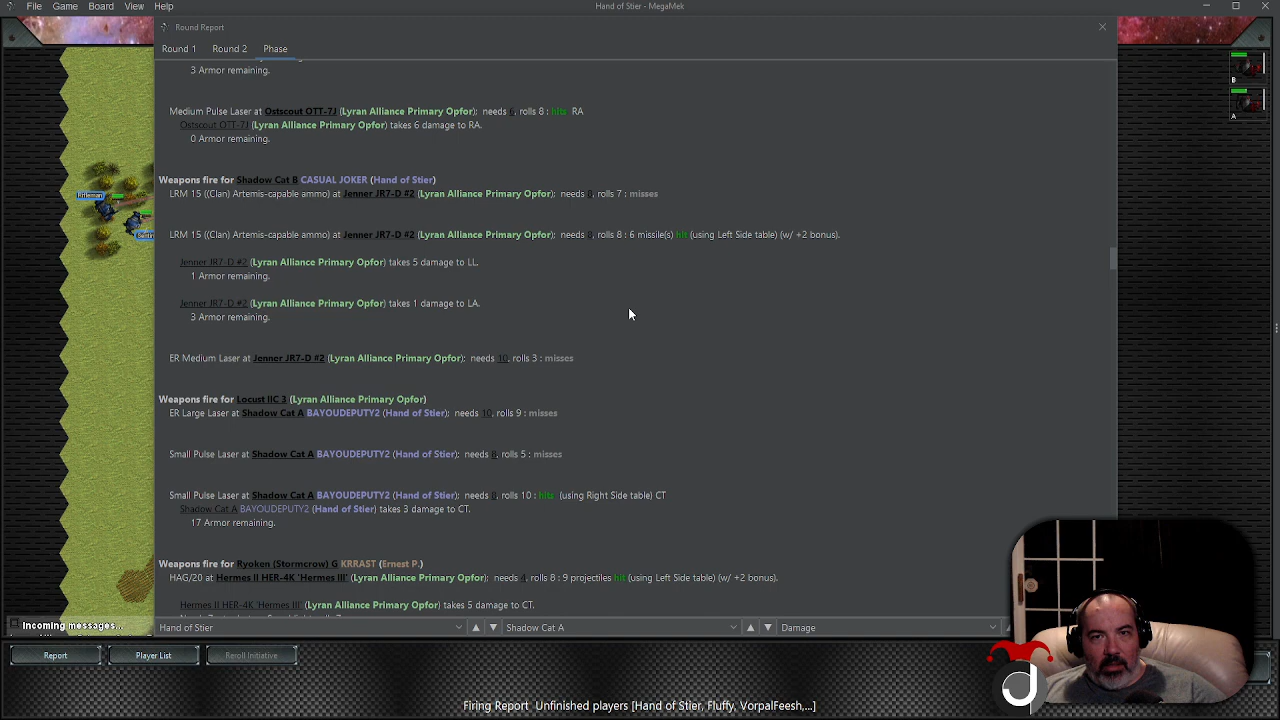 File Game Board View Help
Hand of Stier - MegaMek
Round Report
Round 1 Round 2 Phase
3 Armor remaining.
Medium Pulse Laser at Ostscout OTT-7J (Lyran Alliance Primary Opfor): needs 6, rolls 8 : hits RA
Ostscout OTT-7J (Lyran Alliance Primary Opfor) takes 6 damage to RA.
0 Armor remaining.
Weapons fire for Shadow Cat B CASUAL JOKER (Hand of Stier)
LRM 15 ((Clan) Artemis-capable ammo) at Jenner JR7-D #2 (Lyran Alliance Primary Opfor): needs 8, rolls 7 : misses
LRM 15 ((Clan) Artemis-capable ammo) at Jenner JR7-D #2 (Lyran Alliance Primary Opfor): needs 8, rolls 8 : 6 missile(s) hit (using Left Side table) (w/ +2 bonus).
Jenner JR7-D #2 (Lyran Alliance Primary Opfor) takes 5 damage to LL.
1 Armor remaining.
Jenner JR7-D #2 (Lyran Alliance Primary Opfor) takes 1 damage to LA.
3 Armor remaining.
ER Medium Laser at Jenner JR7-D #2 (Lyran Alliance Primary Opfor): needs 10, rolls 3 : misses
Weapons fire for Locust IIC 3 (Lyran Alliance Primary Opfor)
ER Large Laser at Shadow Cat A BAYOUDEPUTY2 (Hand of Stier): needs 10, rolls 9 : misses
Small Pulse Laser at Shadow Cat A BAYOUDEPUTY2 (Hand of Stier): needs 8, rolls 5 : misses
Small Pulse Laser at Shadow Cat A BAYOUDEPUTY2 (Hand of Stier): needs 8, rolls 10 : hits (using Right Side table) CT
Shadow Cat A BAYOUDEPUTY2 (Hand of Stier) takes 3 damage to CT.
17 Armor remaining.
Weapons fire for Ryoken (Stormcrow) G KRRAST (Ernest P.)
HAG/20 at Hermes II HER-4K 'Hermes III' (Lyran Alliance Primary Opfor): needs 4, rolls 8 : 9 projectiles hit (using Left Side table) (w/ +2 bonus).
Hermes II HER-4K 'Hermes III' (Lyran Alliance Primary Opfor) takes 5 damage to CT.
Rifleman
B
A
Incoming messages...
Hand of Stier Shadow Cat A Damage
Report Player List Reroll Initiative
Firing Report Unfinished players [Hand of Stier, Fluffy, VorpalFeesh,...]